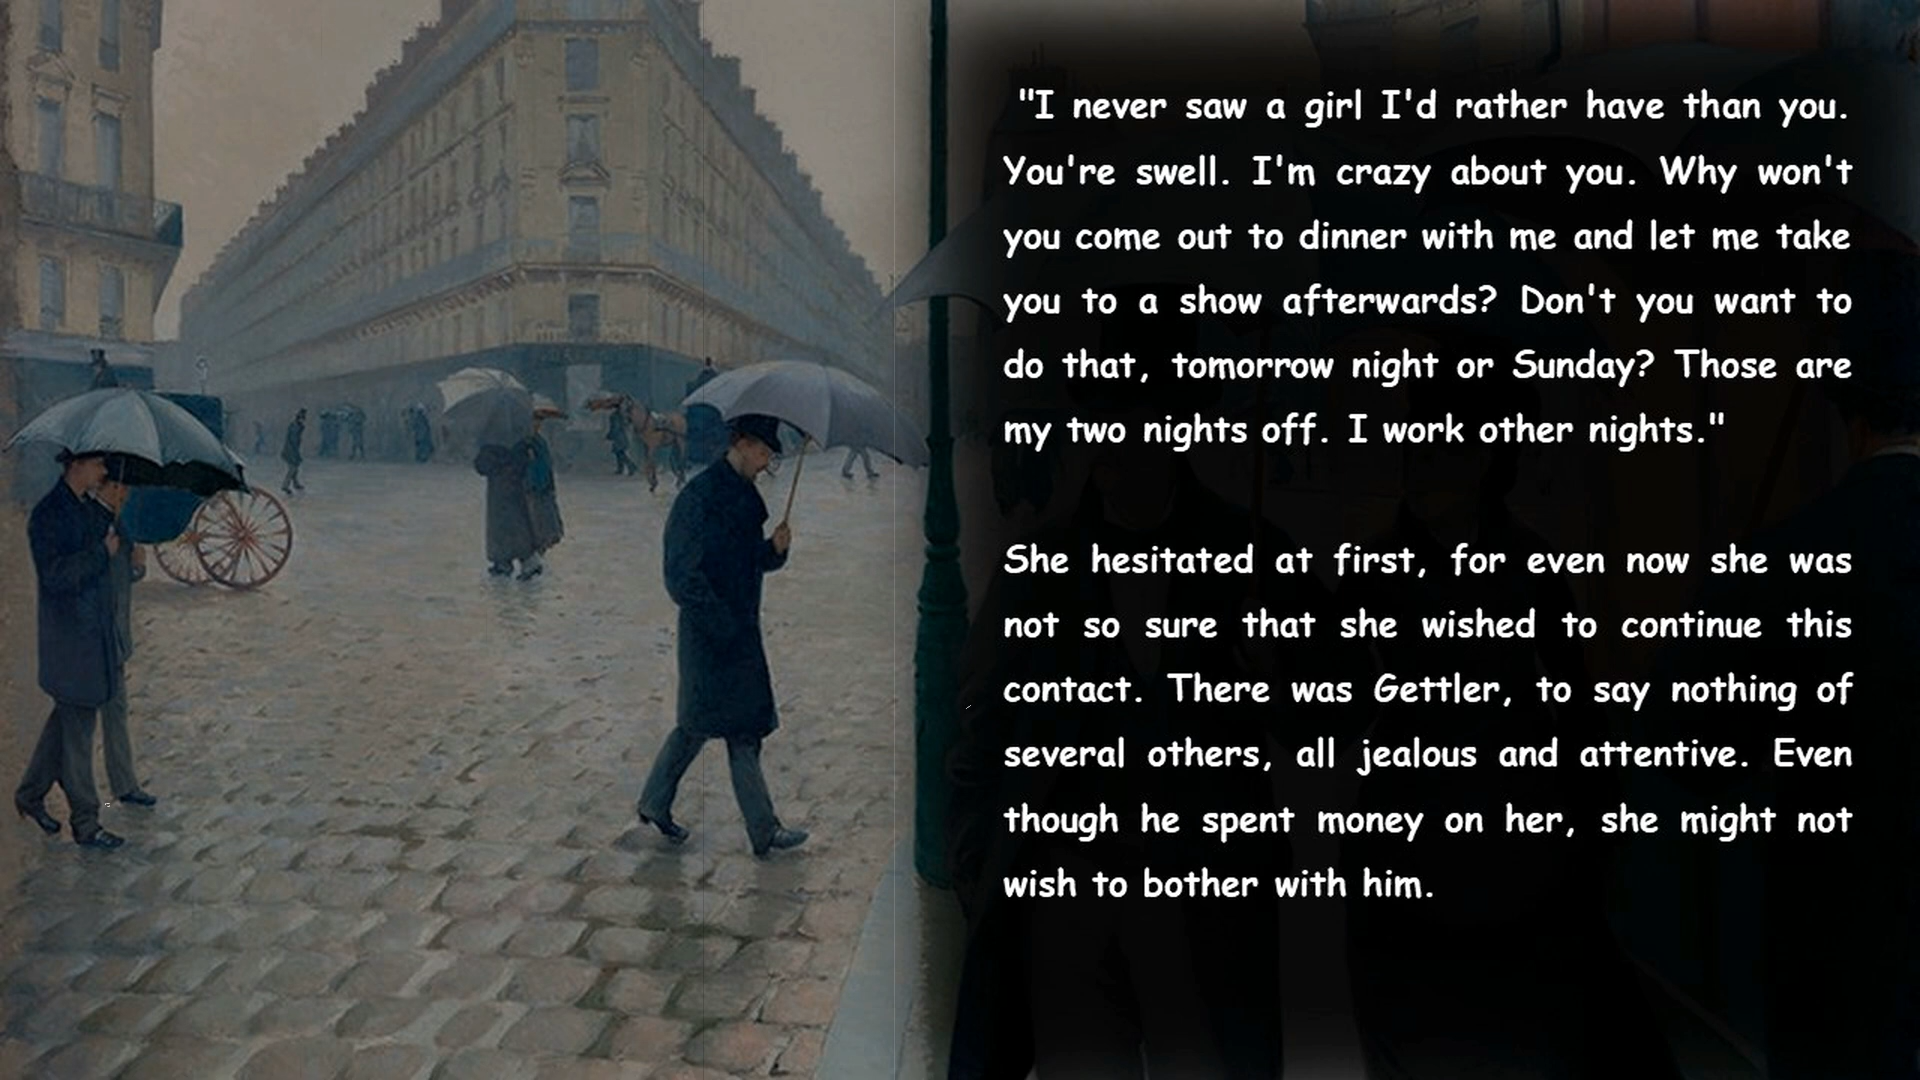 "I never saw a girl I'd rather have than you.
You're swell. I'm crazy about you. Why won't
you come out to dinner with me and let me take
you to a show afterwards? Don't you want to
do that, tomorrow night or Sunday? Those are
my two nights off. I work other nights."
She hesitated at first, for even now she was
not so sure that she wished to continue this
contact. There was Gettler, to say nothing of
several others, all jealous and attentive. Even
though he spent money on her, she might not
wish to bother with him.